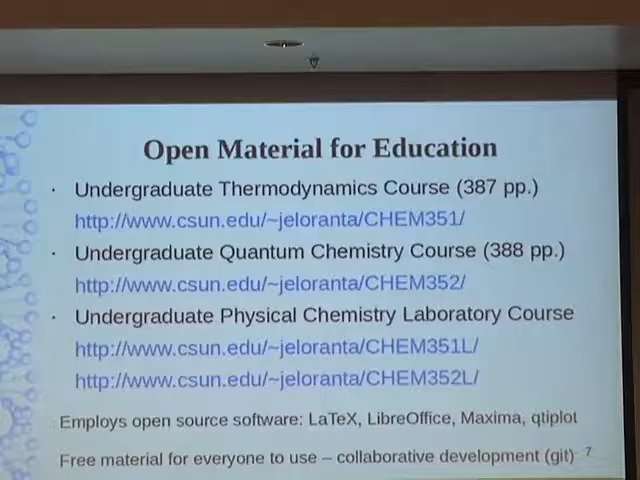 Open Material for Education
· Undergraduate Thermodynamics Course (387 pp.)
http://www.csun.edu/~jeloranta/CHEM351/
· Undergraduate Quantum Chemistry Course (388 pp.)
http://www.csun.edu/~jeloranta/CHEM352/
· Undergraduate Physical Chemistry Laboratory Course
http://www.csun.edu/~jeloranta/CHEM351L/
http://www.csun.edu/~jeloranta/CHEM352L/
Employs open source software: LaTeX, LibreOffice, Maxima, qtiplot
Free material for everyone to use – collaborative development (git) 7